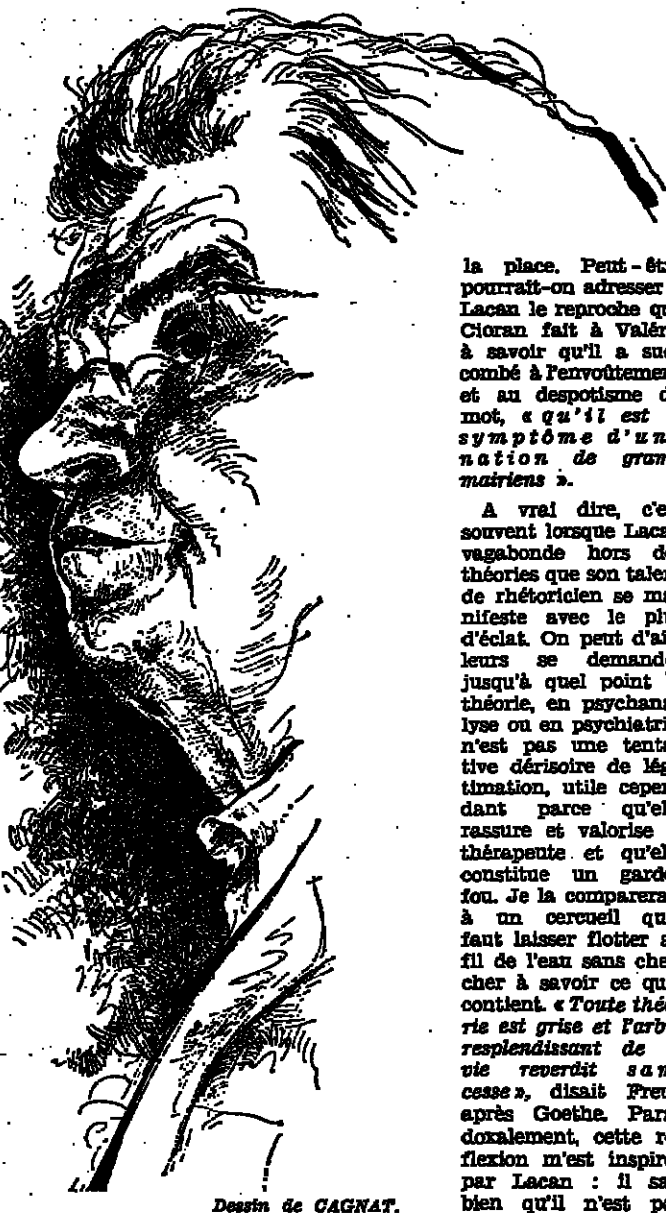 la place. Peut-êtr
pourrait-on adresser
Lacan le reproche qu
Cioran fait à Valér
à savoir qu'il a suc
combé à l'envoûtemen
et au despotisme d
mot, « qu'il est
symptôme d'un
nation de gram
mairiens ».
A vrai dire, c'e
souvent lorsque Laca
vagabonde hors de
théories que son talen
de rhétoricien se ma
nifeste avec le plu
d'éclat. On peut d'ai
leurs se demande
jusqu'à quel point
théorie, en psychana
lyse ou en psychiatri
n'est pas une tenta
tive dérisoire de lég
timation, utile cepen
dant parce qu'ell
rassure et valorise
thérapeute et qu'ell
constitue un garde
fou. Je la comparera
à un cercueil qu'
faut laisser flotter a
fil de l'eau sans cher
cher à savoir ce qu'
contient. « Toute théo
rie est grise et l'arb
resplendissant de
vie reverdit san
cesse », disait Freu
après Goethe. Para
doxalement, cette ré
flexion m'est inspiré
par Lacan : il sa
bien qu'il n'est pa
Dessin de CAGNAT.